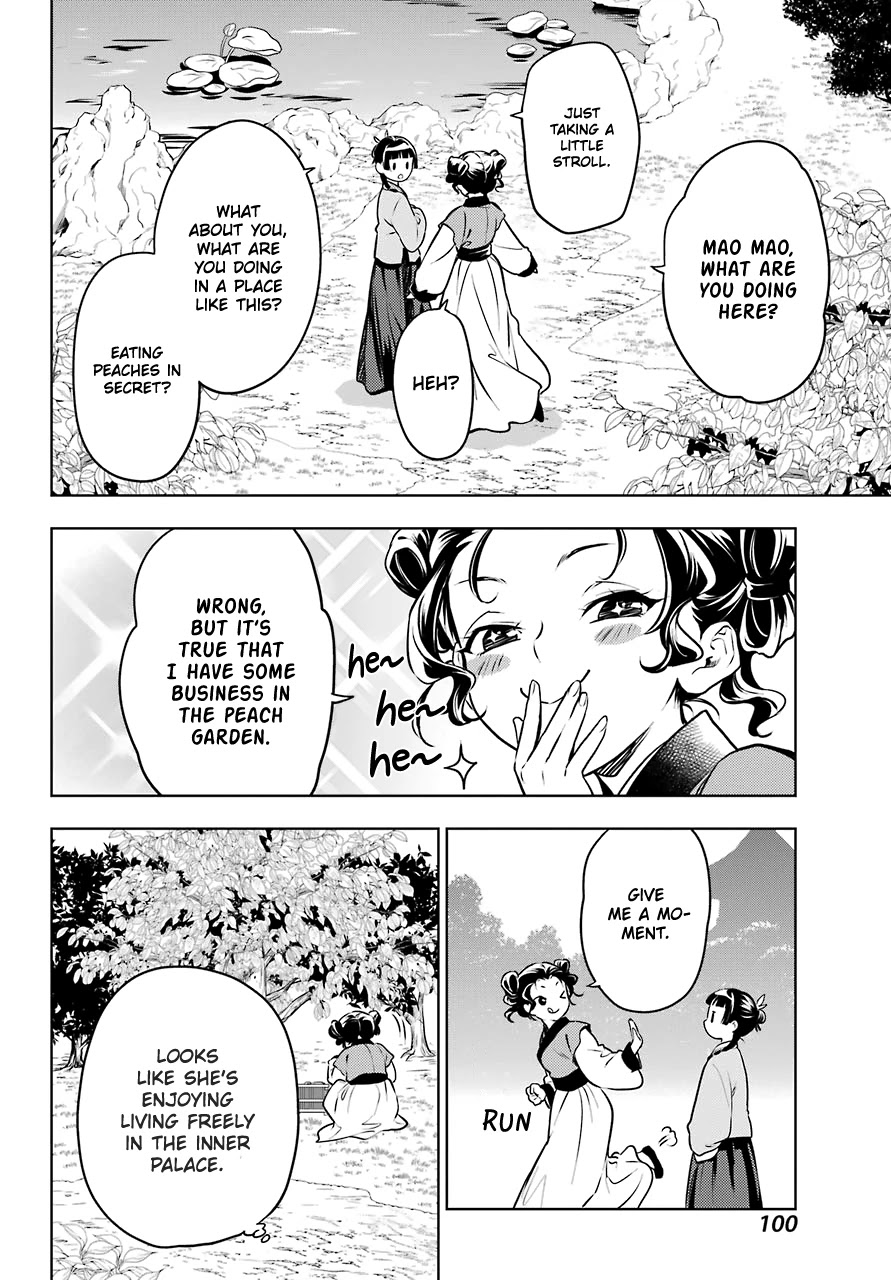 MAO MAO,
WHAT ARE
YOU DOING
HERE?
JUST
TAKING A
LITTLE
STROLL.
HEH?
WHAT
ABOUT YOU,
WHAT ARE
YOU DOING
IN A PLACE
LIKE THIS?
EATING
PEACHES IN
SECRET?
he~
he~
he~
WRONG,
BUT IT'S
TRUE THAT
I HAVE SOME
BUSINESS IN
THE PEACH
GARDEN.
GIVE
ME A MO-
MENT.
RUN
LOOKS
LIKE SHE'S
ENJOYING
LIVING FREELY
IN THE INNER
PALACE.
100